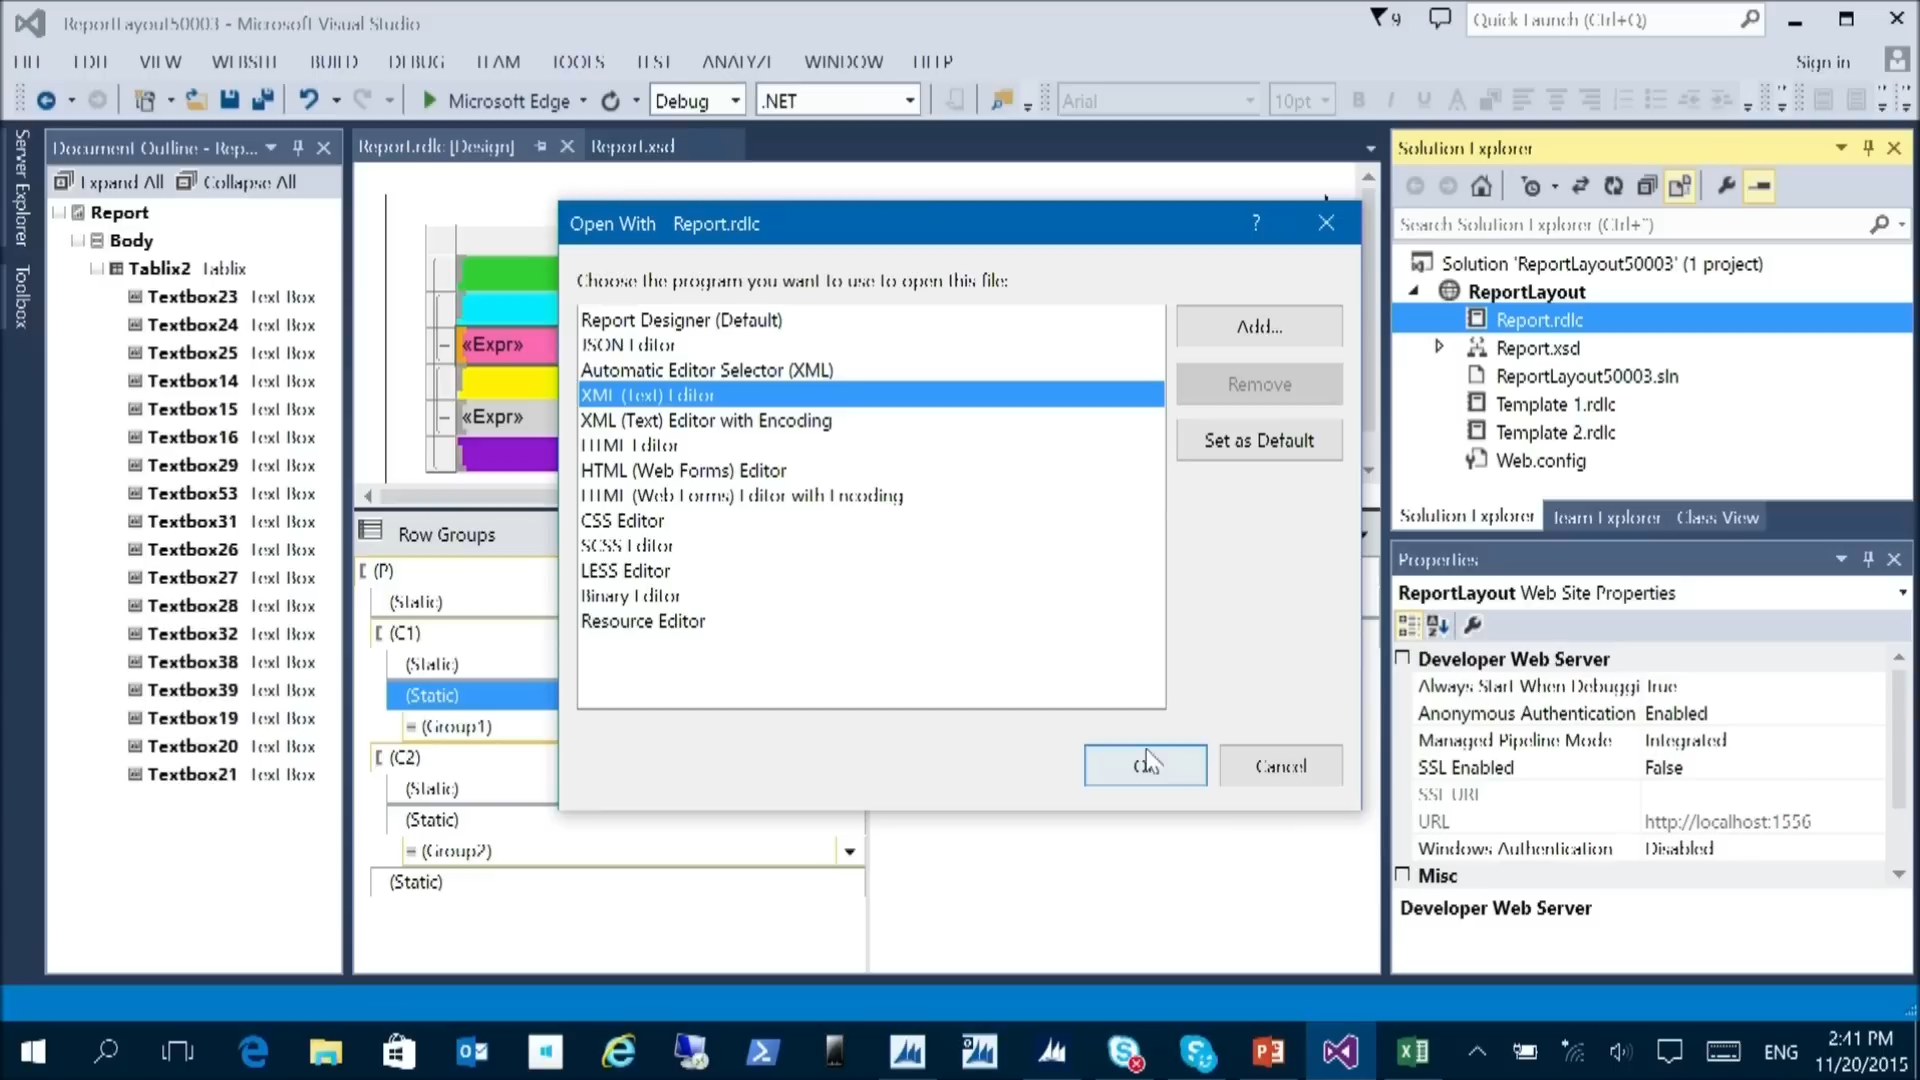 ReportLayout50003 - Microsoft Visual Studio
9
Quick Launch (Ctrl+Q)
FILE EDIT VIEW WEBSITE BUILD DEBUG TEAM TOOLS TEST ANALYZE WINDOW HELP
Sign in
Microsoft Edge
Debug
.NET
Arial
10pt
Server Explorer
Toolbox
Document Outline - Rep...
Expand All Collapse All
Report
Body
Tablix2 Tablix
Textbox23 Text Box
Textbox24 Text Box
Textbox25 Text Box
Textbox14 Text Box
Textbox15 Text Box
Textbox16 Text Box
Textbox29 Text Box
Textbox53 Text Box
Textbox31 Text Box
Textbox26 Text Box
Textbox27 Text Box
Textbox28 Text Box
Textbox32 Text Box
Textbox38 Text Box
Textbox39 Text Box
Textbox19 Text Box
Textbox20 Text Box
Textbox21 Text Box
Report.rdlc [Design]
Report.xsd
«Expr»
«Expr»
Row Groups
(P)
(Static)
(C1)
(Static)
(Static)
(Group1)
(C2)
(Static)
(Static)
(Group2)
(Static)
Open With Report.rdlc
?
Choose the program you want to use to open this file:
Report Designer (Default)
JSON Editor
Automatic Editor Selector (XML)
XML (Text) Editor
XML (Text) Editor with Encoding
HTML Editor
HTML (Web Forms) Editor
HTML (Web Forms) Editor with Encoding
CSS Editor
SCSS Editor
LESS Editor
Binary Editor
Resource Editor
Add...
Remove
Set as Default
OK
Cancel
Solution Explorer
Search Solution Explorer (Ctrl+")
Solution 'ReportLayout50003' (1 project)
ReportLayout
Report.rdlc
Report.xsd
ReportLayout50003.sln
Template 1.rdlc
Template 2.rdlc
Web.config
Solution Explorer Team Explorer Class View
Properties
ReportLayout Web Site Properties
Developer Web Server
Always Start When Debuggi True
Anonymous Authentication Enabled
Managed Pipeline Mode Integrated
SSL Enabled False
SSL URL
URL http://localhost:1556
Windows Authentication Disabled
Misc
Developer Web Server
ENG
2:41 PM
11/20/2015